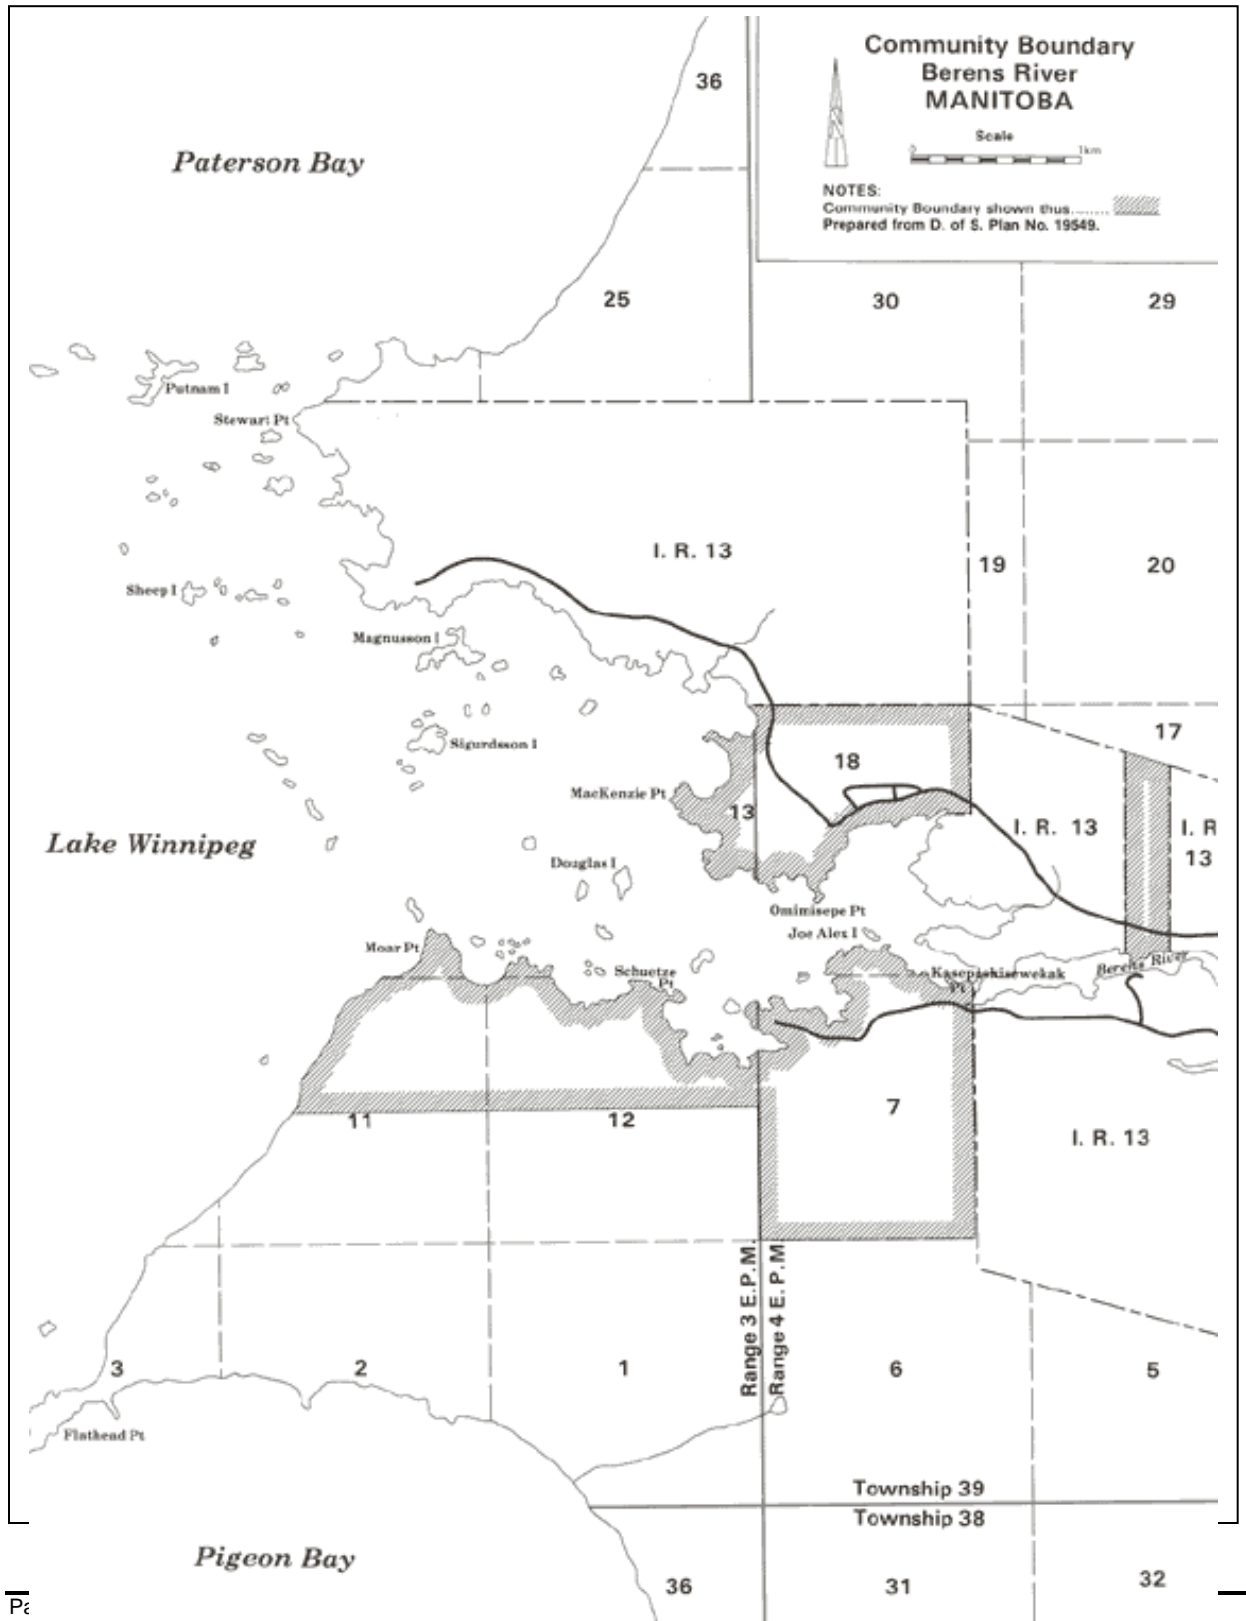 Community Boundary
Berens River
MANITOBA
Scale
0 1km
NOTES:
Community Boundary shown thus........
Prepared from D. of S. Plan No. 19549.
36
Paterson Bay
25
30
29
Putnam I
Stewart Pt
I. R. 13
19
20
Sheep I
Magnusson I
17
Sigurdsson I
18
MacKenzie Pt
13
I. R. 13
I. R
13
Lake Winnipeg
Douglas I
Omimisepe Pt
Joe Alex I
Moar Pt
Schuetze
Pt
Kasepashisewekak
Pt
Berens River
11
12
7
I. R. 13
Range 3 E.P.M.
Range 4 E.P.M
3
2
1
6
5
Flathead Pt
Township 39
Township 38
Pigeon Bay
36
31
32
Pa